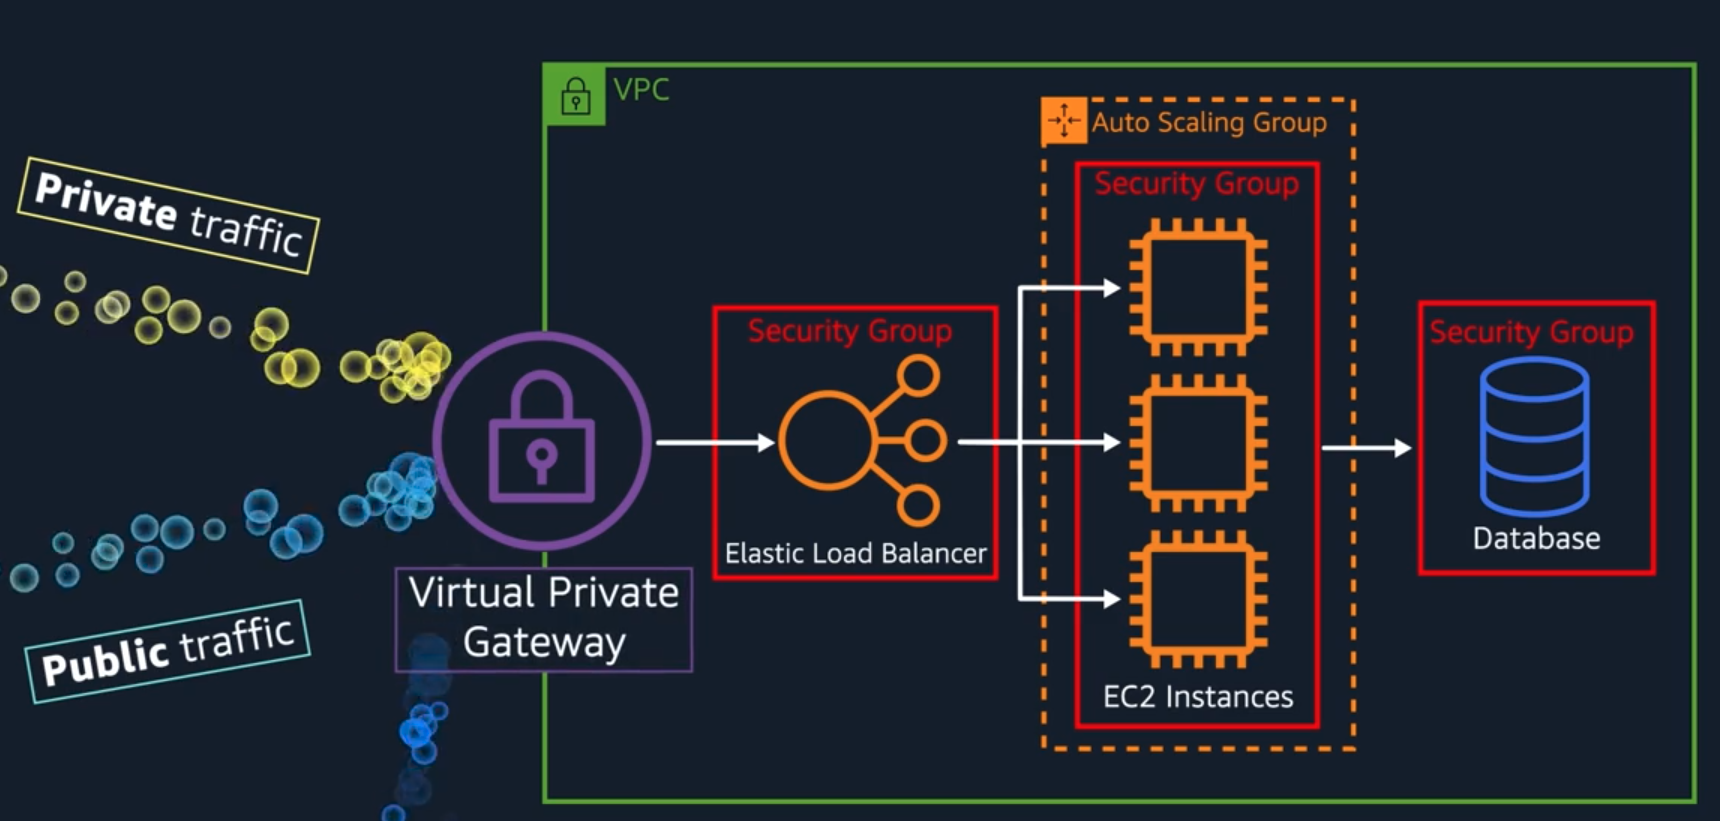 VPC
Auto Scaling Group
Private traffic
Security Group
Security Group
Security Group
Elastic Load Balancer
Database
Virtual Private
Gateway
Public traffic
EC2 Instances